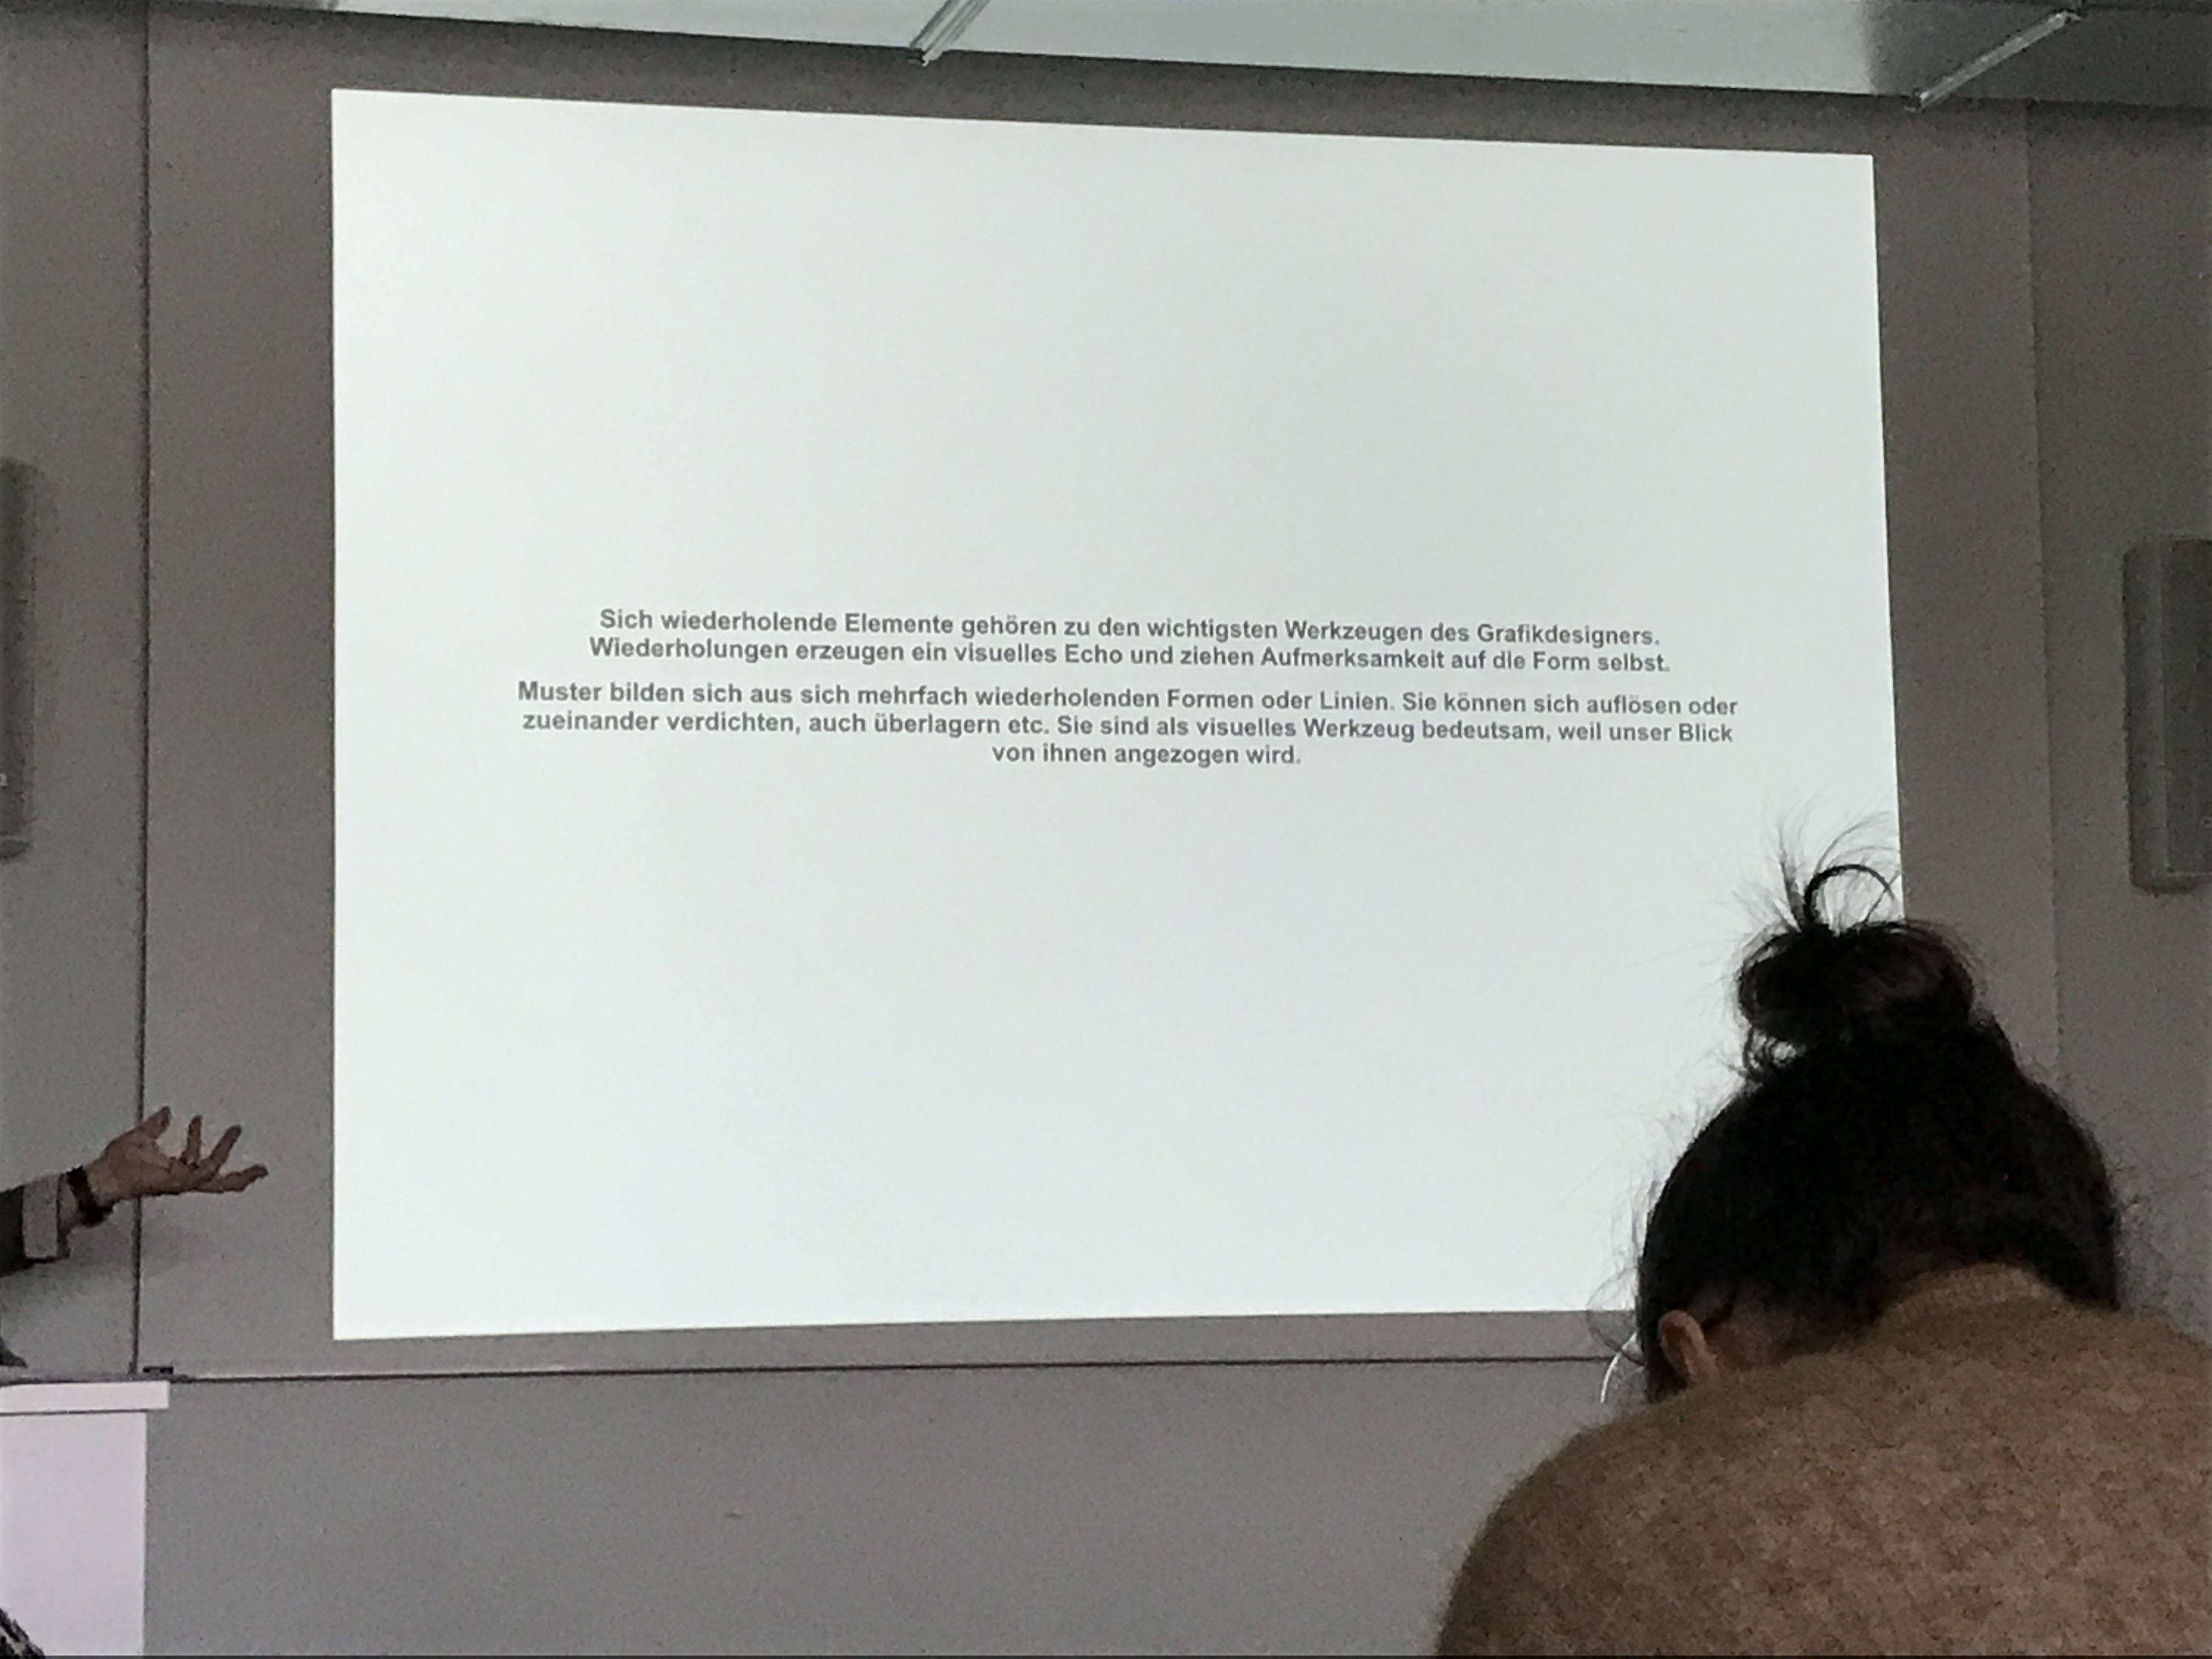 Sich wiederholende Elemente gehören zu den wichtigsten Werkzeugen des Grafikdesigners.
Wiederholungen erzeugen ein visuelles Echo und ziehen Aufmerksamkeit auf die Form selbst.
Muster bilden sich aus sich mehrfach wiederholenden Formen oder Linien. Sie können sich auflösen oder
zueinander verdichten, auch überlagern etc. Sie sind als visuelles Werkzeug bedeutsam, weil unser Blick
von ihnen angezogen wird.